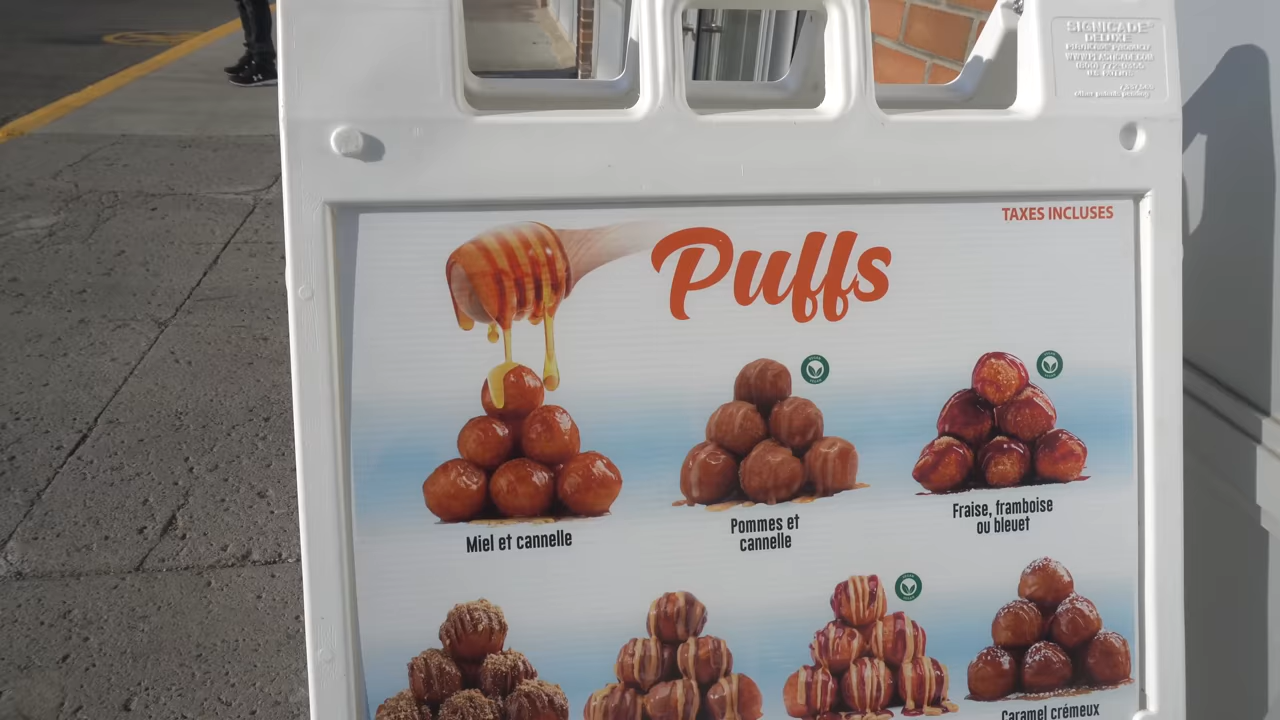 SIGNICADE®
DELUXE
TAXES INCLUSES
Puffs
Miel et cannelle
Pommes et
cannelle
Fraise, framboise
ou bleuet
Caramel crémeux